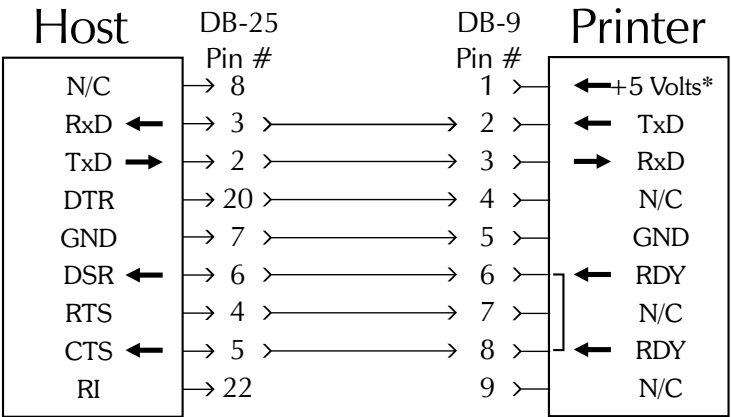 Host DB-25 DB-9 Printer
Pin # Pin #
N/C 8 1 +5 Volts*
RxD 3 2 TxD
TxD 2 3 RxD
DTR 20 4 N/C
GND 7 5 GND
DSR 6 6 RDY
RTS 4 7 N/C
CTS 5 8 RDY
RI 22 9 N/C